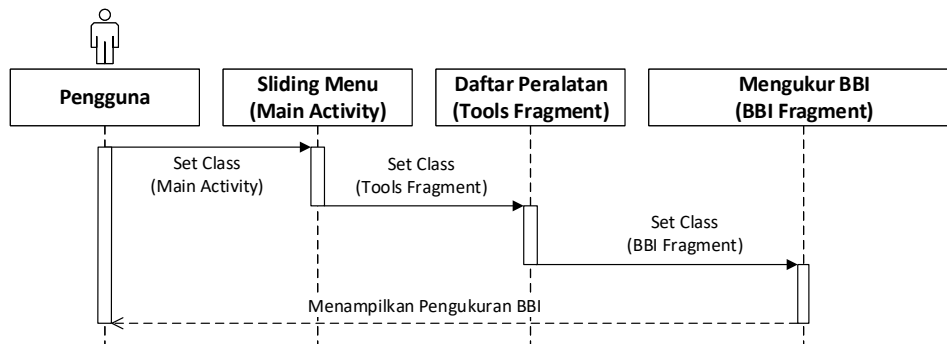 Pengguna
Sliding Menu
(Main Activity)
Daftar Peralatan
(Tools Fragment)
Mengukur BBI
(BBI Fragment)
Set Class
(Main Activity)
Set Class
(Tools Fragment)
Set Class
(BBI Fragment)
Menampilkan Pengukuran BBI